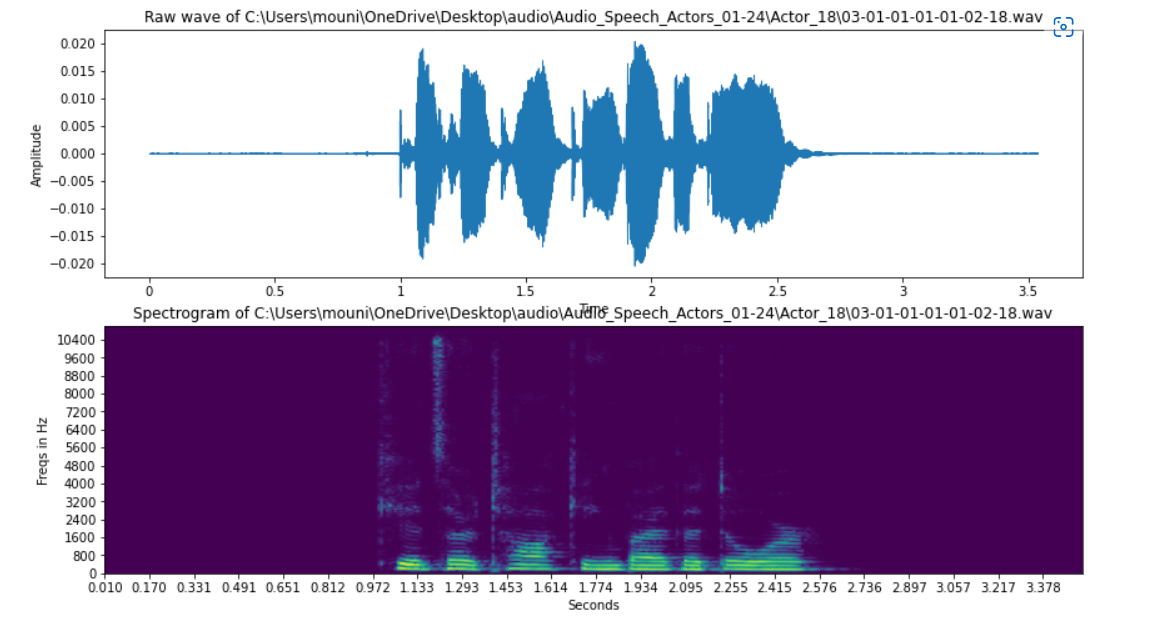 Raw wave of C:\Users\mouni\OneDrive\Desktop\audio\Audio_Speech_Actors_01-24\Actor_18\03-01-01-01-01-02-18.wav
0.020
0.015
0.010
0.005
0.000
−0.005
−0.010
−0.015
−0.020
Amplitude
0 0.5 1 1.5 2 2.5 3 3.5
Time
Spectrogram of C:\Users\mouni\OneDrive\Desktop\audio\Audio_Speech_Actors_01-24\Actor_18\03-01-01-01-01-02-18.wav
10400
9600
8800
8000
7200
6400
5600
4800
4000
3200
2400
1600
800
0
Freqs in Hz
0.010 0.170 0.331 0.491 0.651 0.812 0.972 1.133 1.293 1.453 1.614 1.774 1.934 2.095 2.255 2.415 2.576 2.736 2.897 3.057 3.217 3.378
Seconds